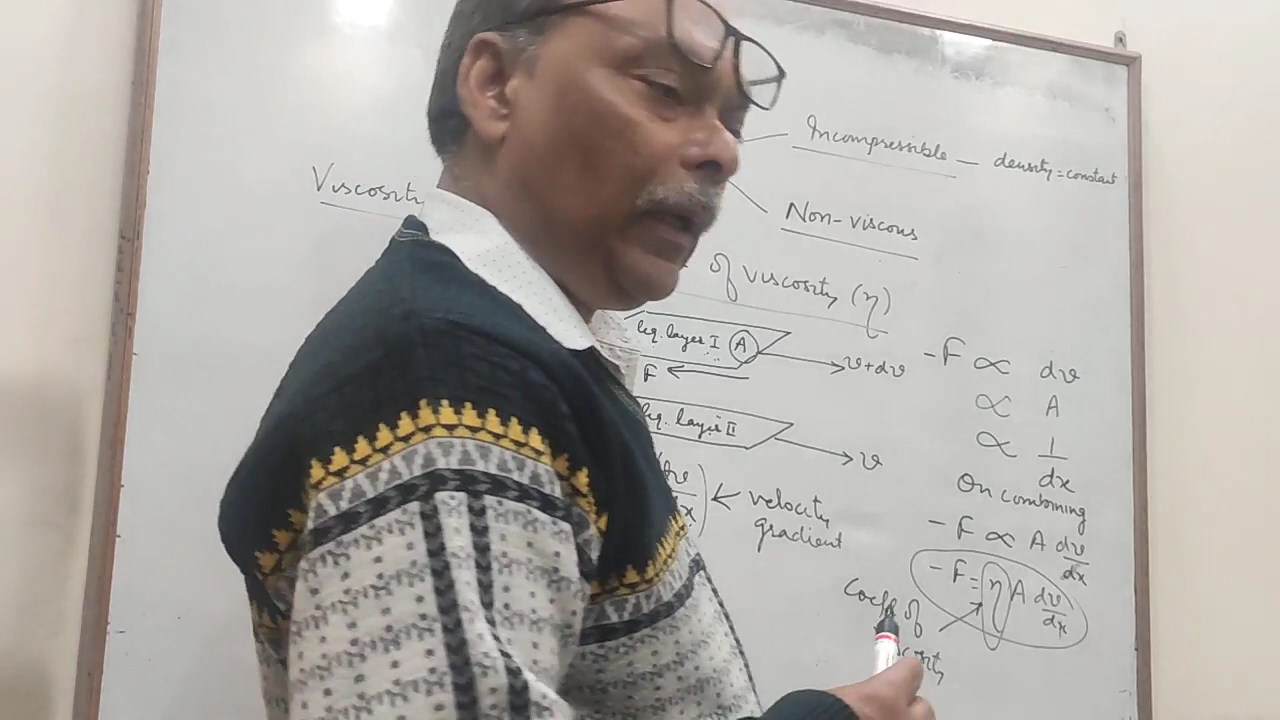 Incompressible — density = constant
Viscosity
Non-viscous
of viscosity (η)
liq. layer I A
v+dv
F
liq. layer II
v
dv
x
← velocity
gradient
-F ∝ dv
∝ A
∝ 1
dx
On combining
-F ∝ A dv
dx
-F = η A dv
dx
coeff of